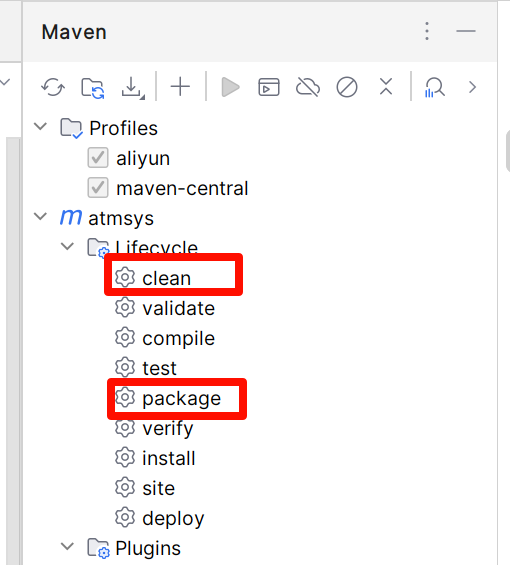 Maven
Profiles
aliyun
maven-central
m atmsys
Lifecycle
clean
validate
compile
test
package
verify
install
site
deploy
Plugins